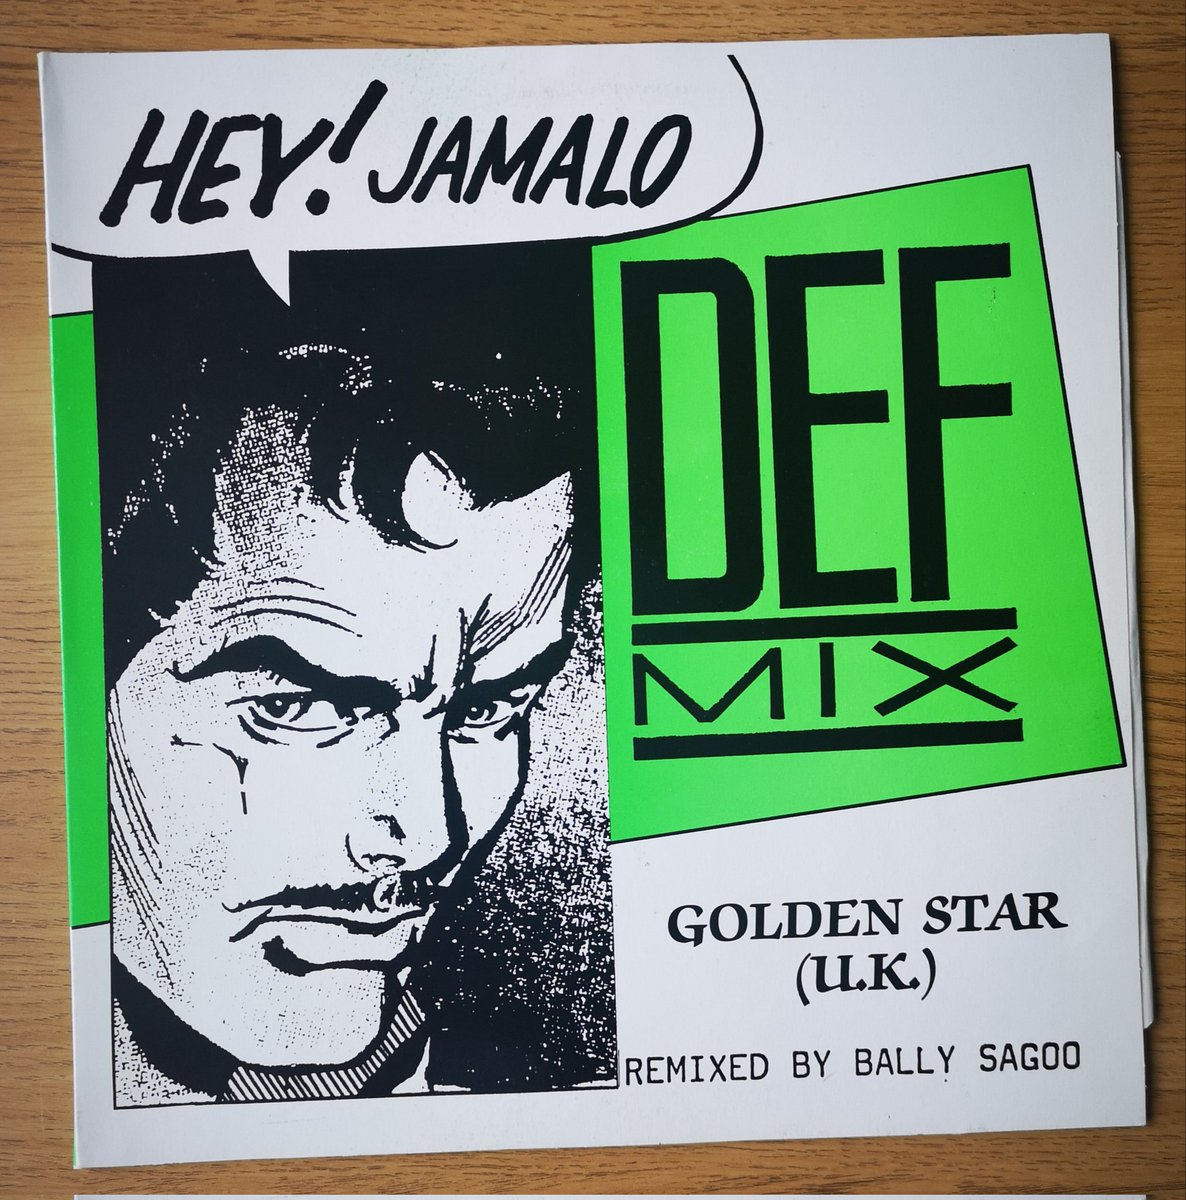 HEY! JAMALO
DEF
MIX
GOLDEN STAR
(U.K.)
REMIXED BY BALLY SAGOO